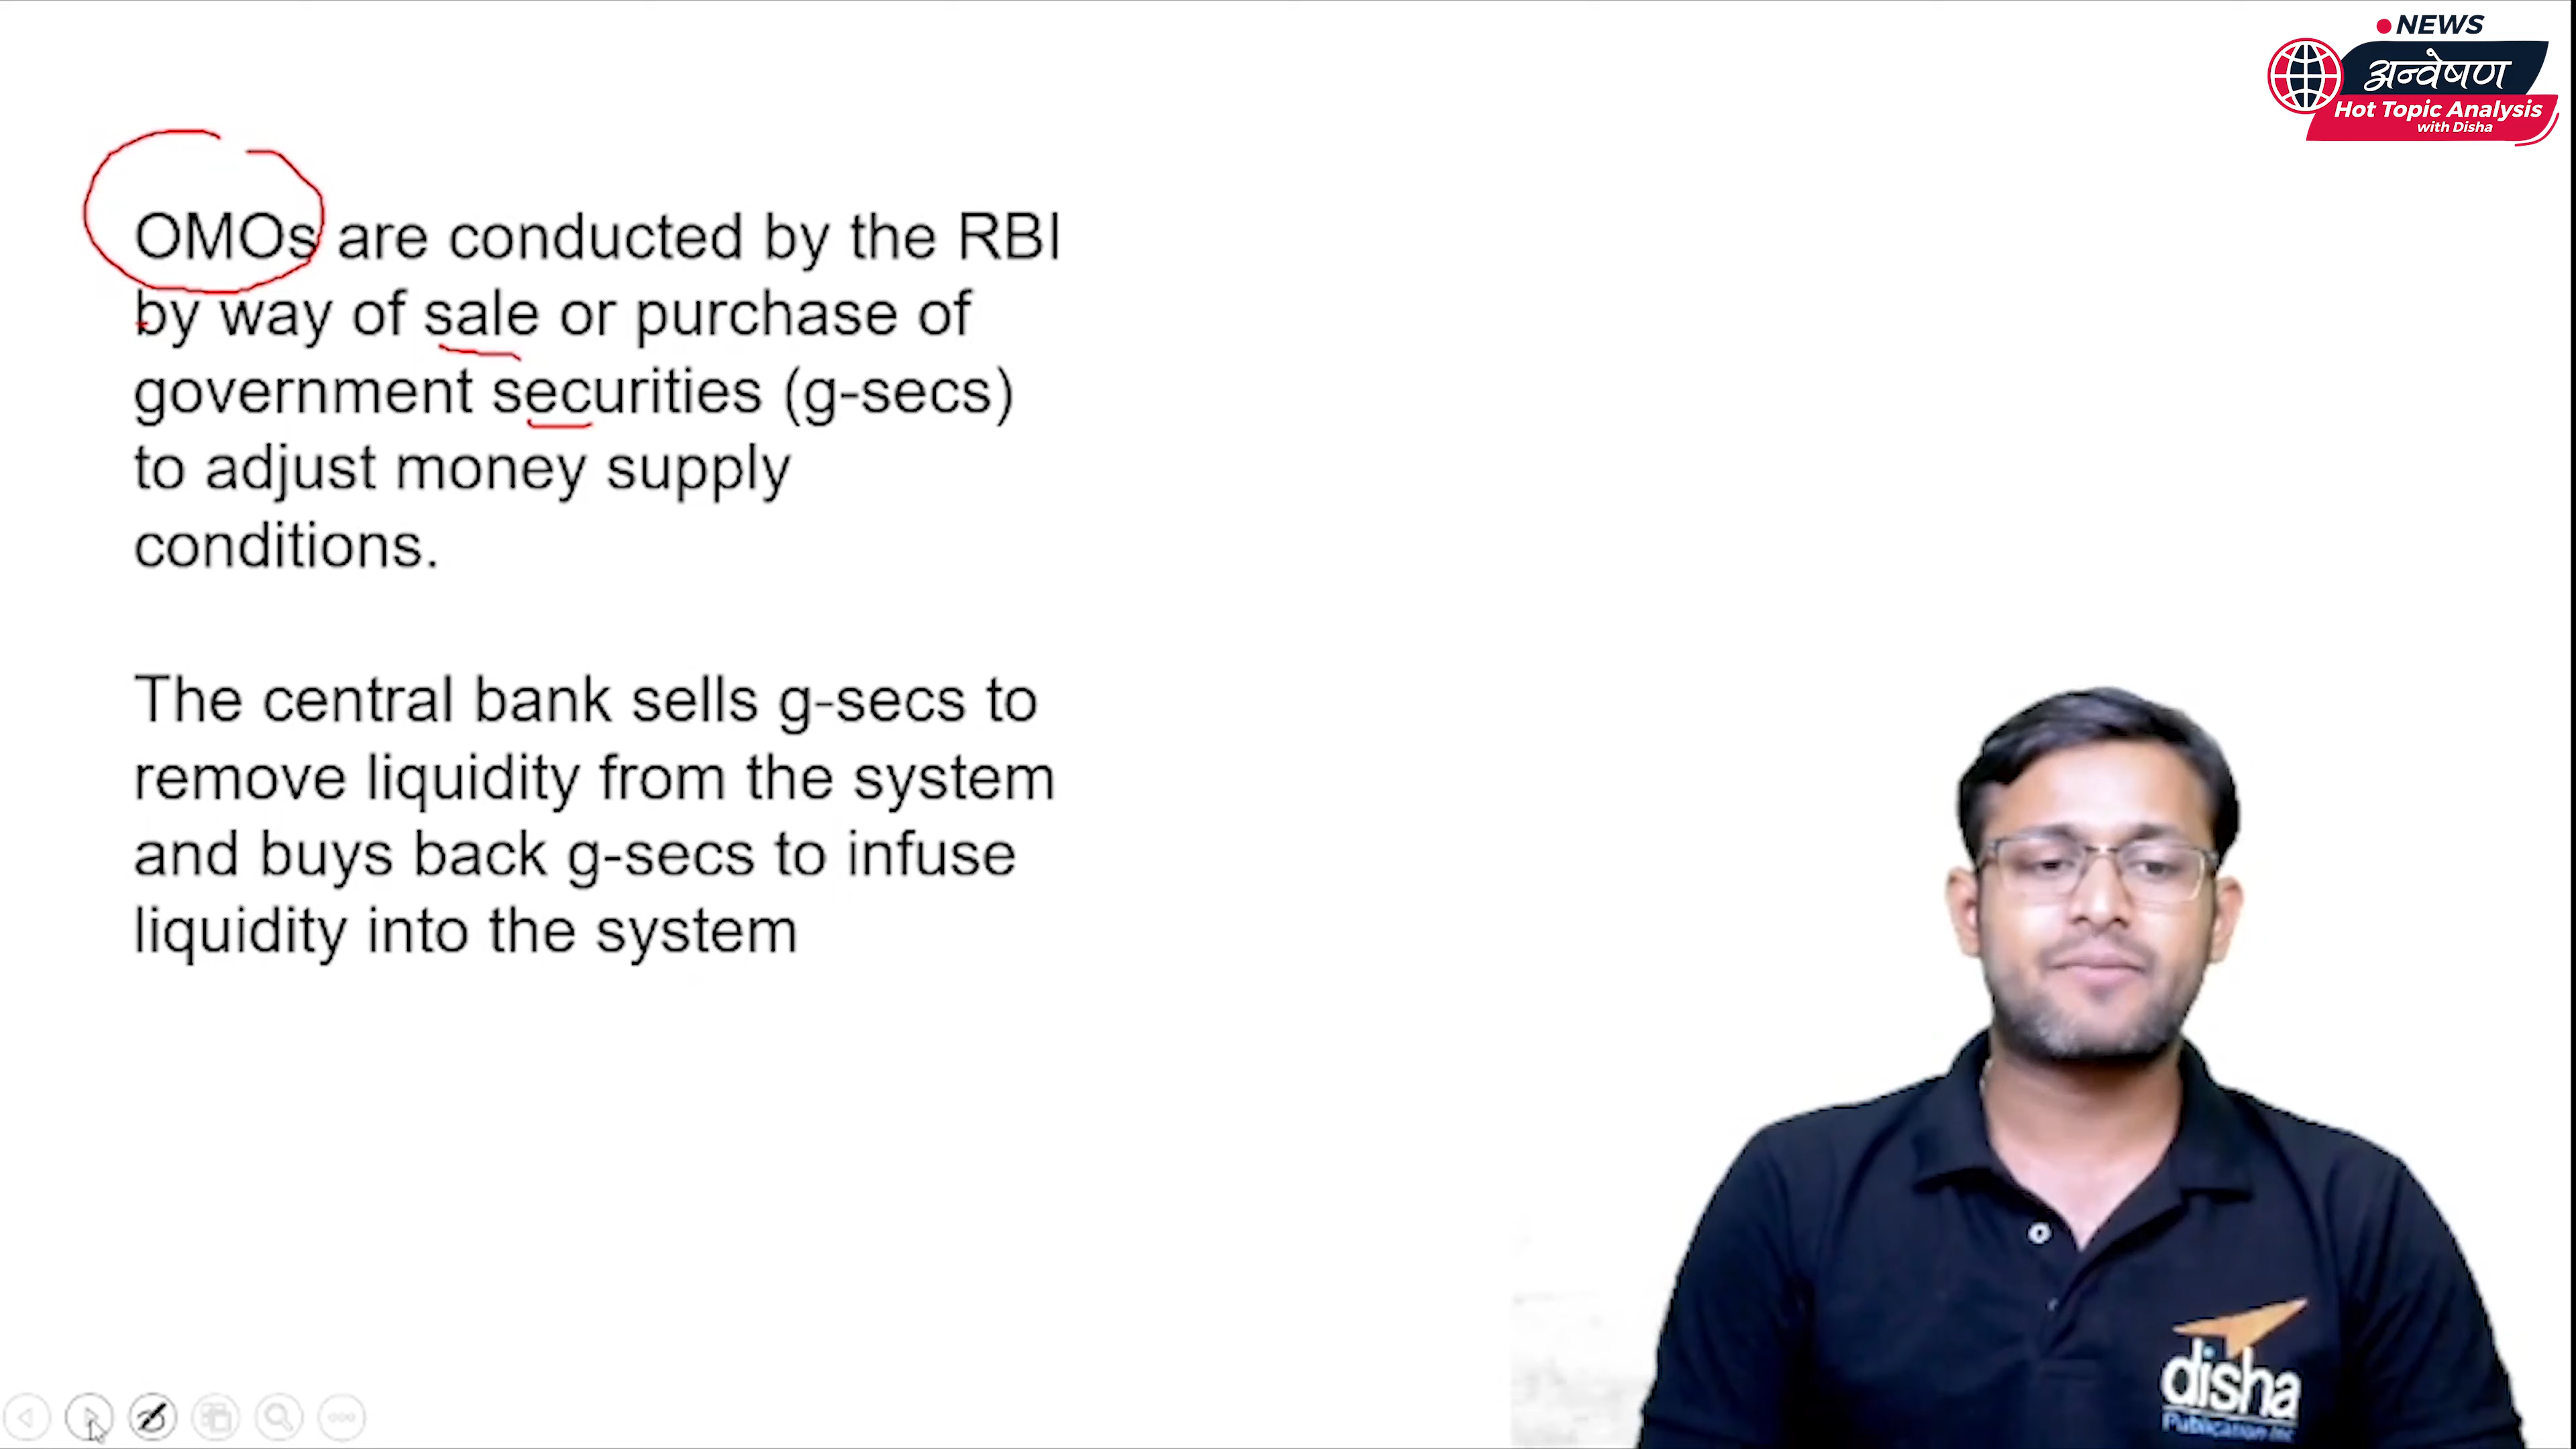 NEWS
अन्वेषण
Hot Topic Analysis
with Disha
OMOs are conducted by the RBI
by way of sale or purchase of
government securities (g-secs)
to adjust money supply
conditions.
The central bank sells g-secs to
remove liquidity from the system
and buys back g-secs to infuse
liquidity into the system
disha
Publication Inc